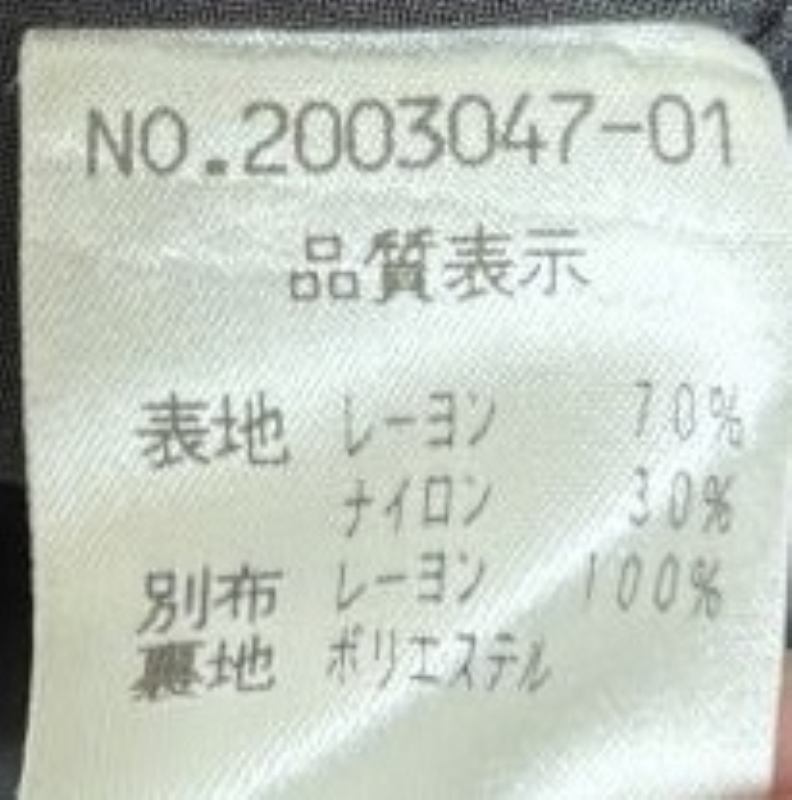 NO.2003047-01
品質表示
表地 レーヨン 70%
ナイロン 30%
別布 レーヨン 100%
裏地 ポリエステル